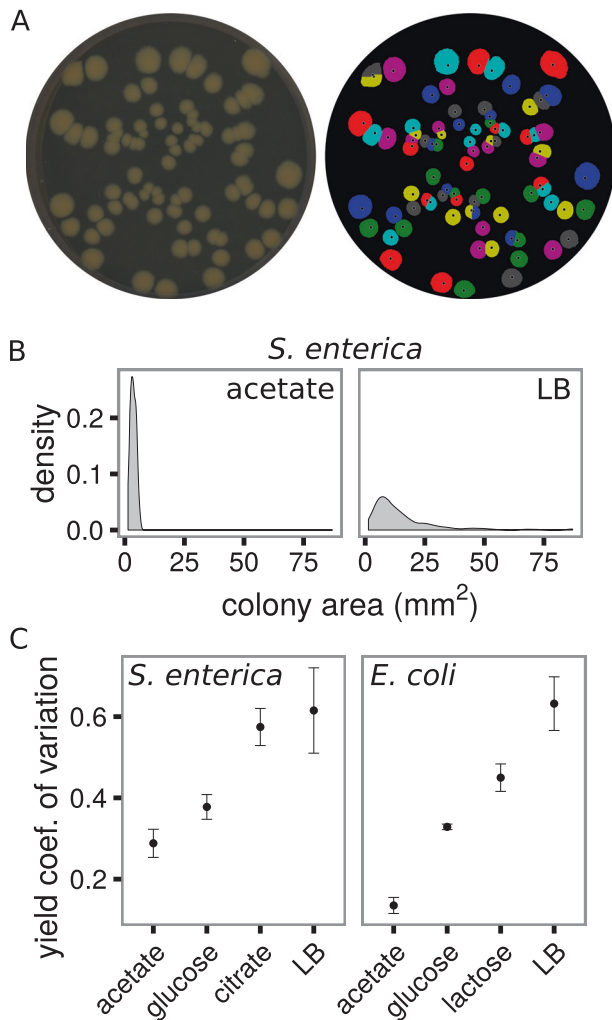 A
B
S. enterica
acetate
LB
density
0.2
0.1
0.0
0 25 50 75
0 25 50 75
colony area (mm²)
C
yield coef. of variation
S. enterica
E. coli
0.6
0.4
0.2
acetate glucose citrate LB
acetate glucose lactose LB